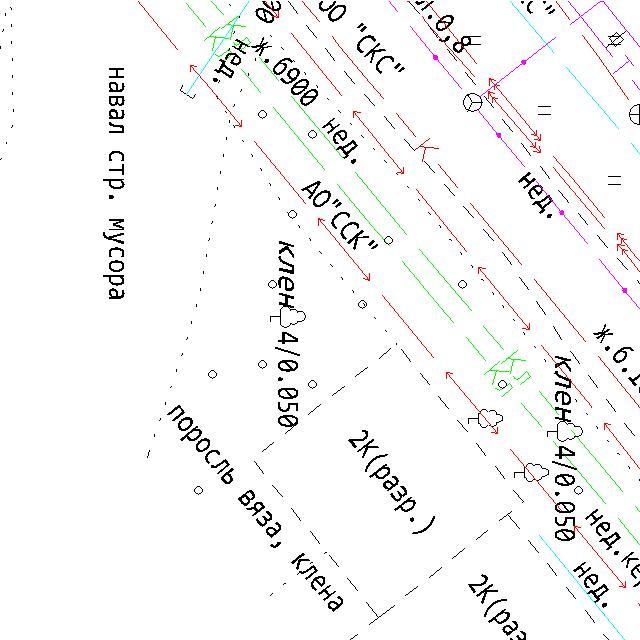 ОО "СКС"
нед.
ж.6900
нед.
АО"ССК"
нед.
навал стр. мусора
клен 4/0.050
клен 4/0.050
поросль вяза, клена
2К(разр.)
нед.